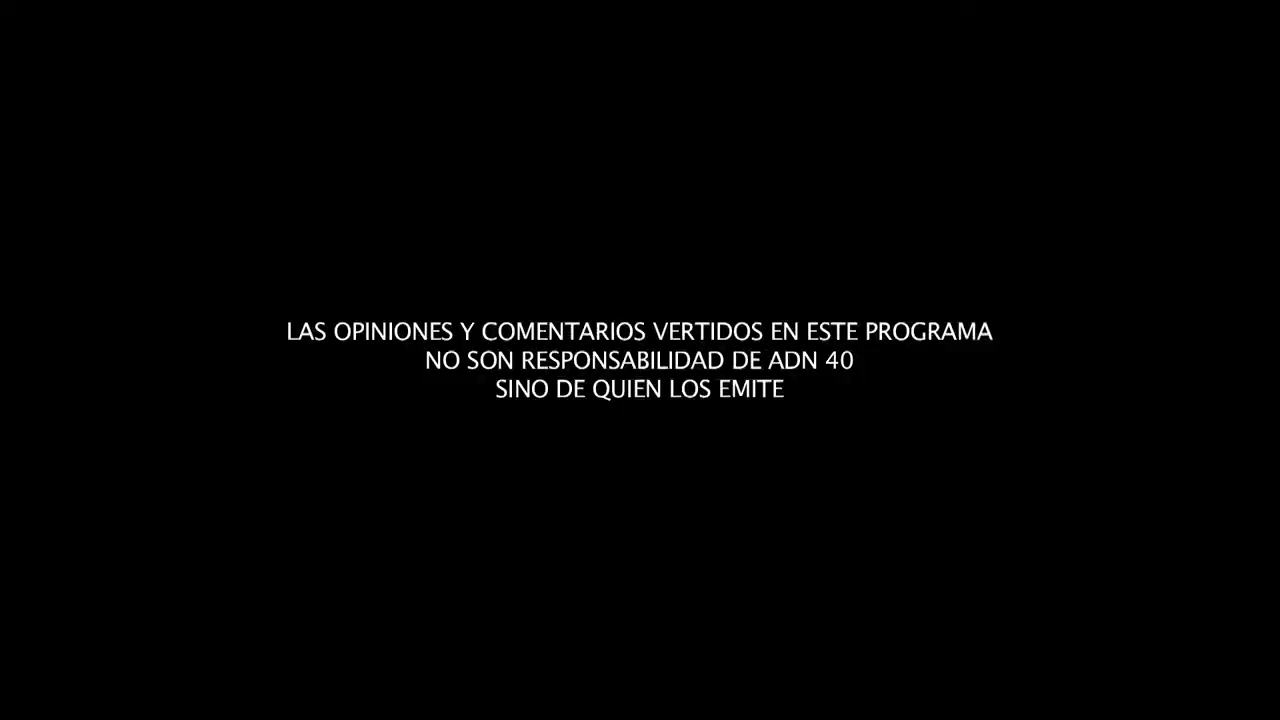 LAS OPINIONES Y COMENTARIOS VERTIDOS EN ESTE PROGRAMA
NO SON RESPONSABILIDAD DE ADN 40
SINO DE QUIEN LOS EMITE